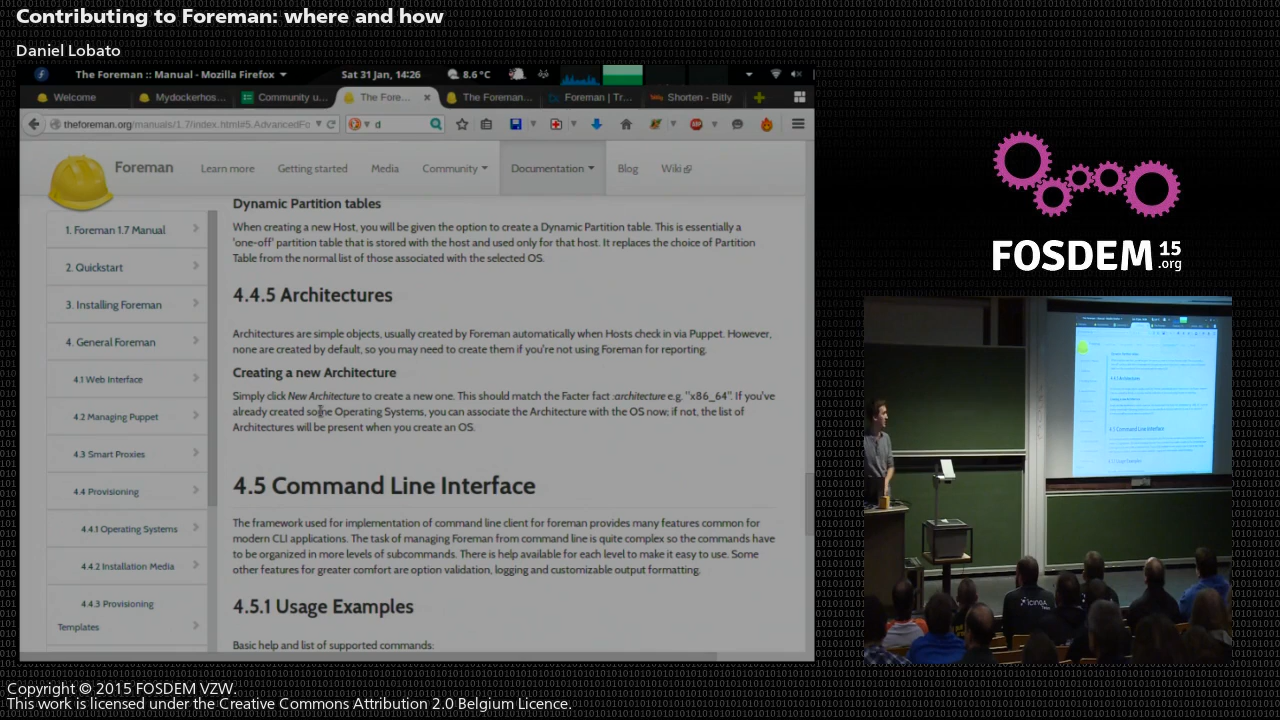 Contributing to Foreman: where and how
Daniel Lobato
The Foreman :: Manual - Mozilla Firefox
Sat 31 Jan, 14:26
8.6 °C
Welcome
Mydockerhos...
Community u...
The Fore...
The Foreman...
Foreman | Tr...
Shorten - Bitly
theforeman.org/manuals/1.7/index.html#5.AdvancedFo
d
Foreman
Learn more
Getting started
Media
Community
Documentation
Blog
Wiki
1. Foreman 1.7 Manual
2. Quickstart
3. Installing Foreman
4. General Foreman
4.1 Web Interface
4.2 Managing Puppet
4.3 Smart Proxies
4.4 Provisioning
4.4.1 Operating Systems
4.4.2 Installation Media
4.4.3 Provisioning
Templates
Dynamic Partition tables
When creating a new Host, you will be given the option to create a Dynamic Partition table. This is essentially a
'one-off' partition table that is stored with the host and used only for that host. It replaces the choice of Partition
Table from the normal list of those associated with the selected OS.
4.4.5 Architectures
Architectures are simple objects, usually created by Foreman automatically when Hosts check in via Puppet. However,
none are created by default, so you may need to create them if you're not using Foreman for reporting.
Creating a new Architecture
Simply click New Architecture to create a new one. This should match the Facter fact :architecture e.g. "x86_64". If you've
already created some Operating Systems, you can associate the Architecture with the OS now; if not, the list of
Architectures will be present when you create an OS.
4.5 Command Line Interface
The framework used for implementation of command line client for foreman provides many features common for
modern CLI applications. The task of managing Foreman from command line is quite complex so the commands have
to be organized in more levels of subcommands. There is help available for each level to make it easy to use. Some
other features for greater comfort are option validation, logging and customizable output formatting.
4.5.1 Usage Examples
Basic help and list of supported commands:
FOSDEM 15
.org
4.4.5 Architectures
4.5 Command Line Interface
4.5.1 Usage Examples
icinga
Copyright © 2015 FOSDEM VZW.
This work is licensed under the Creative Commons Attribution 2.0 Belgium Licence.